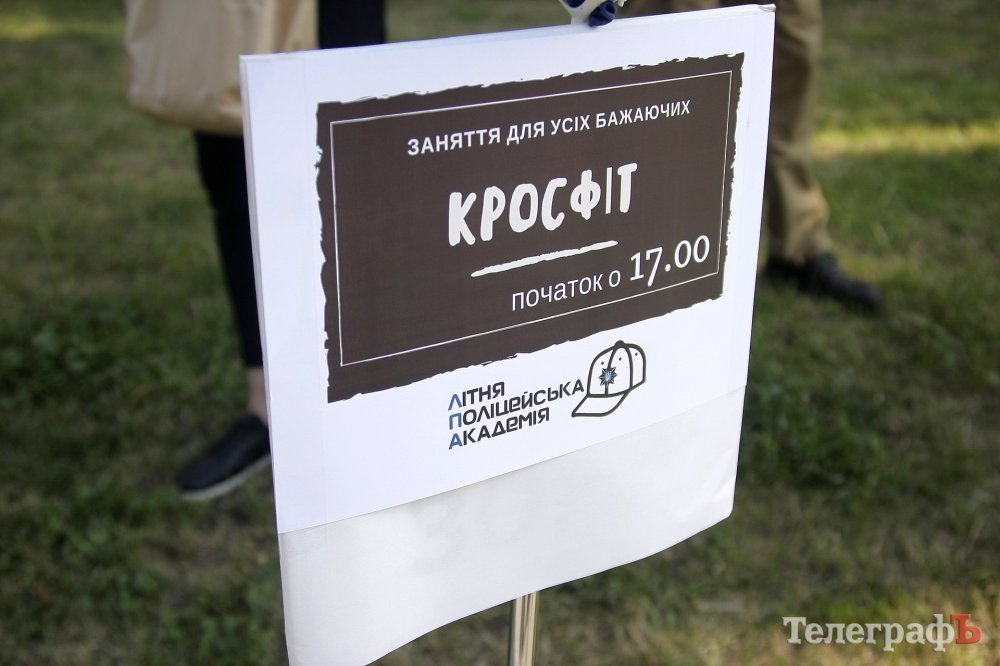 ЗАНЯТТЯ ДЛЯ УСІХ БАЖАЮЧИХ
КРОСФІТ
початок о 17.00
ЛІТНЯ
ПОЛІЦЕЙСЬКА
АКАДЕМІЯ
ТелеграфЪ